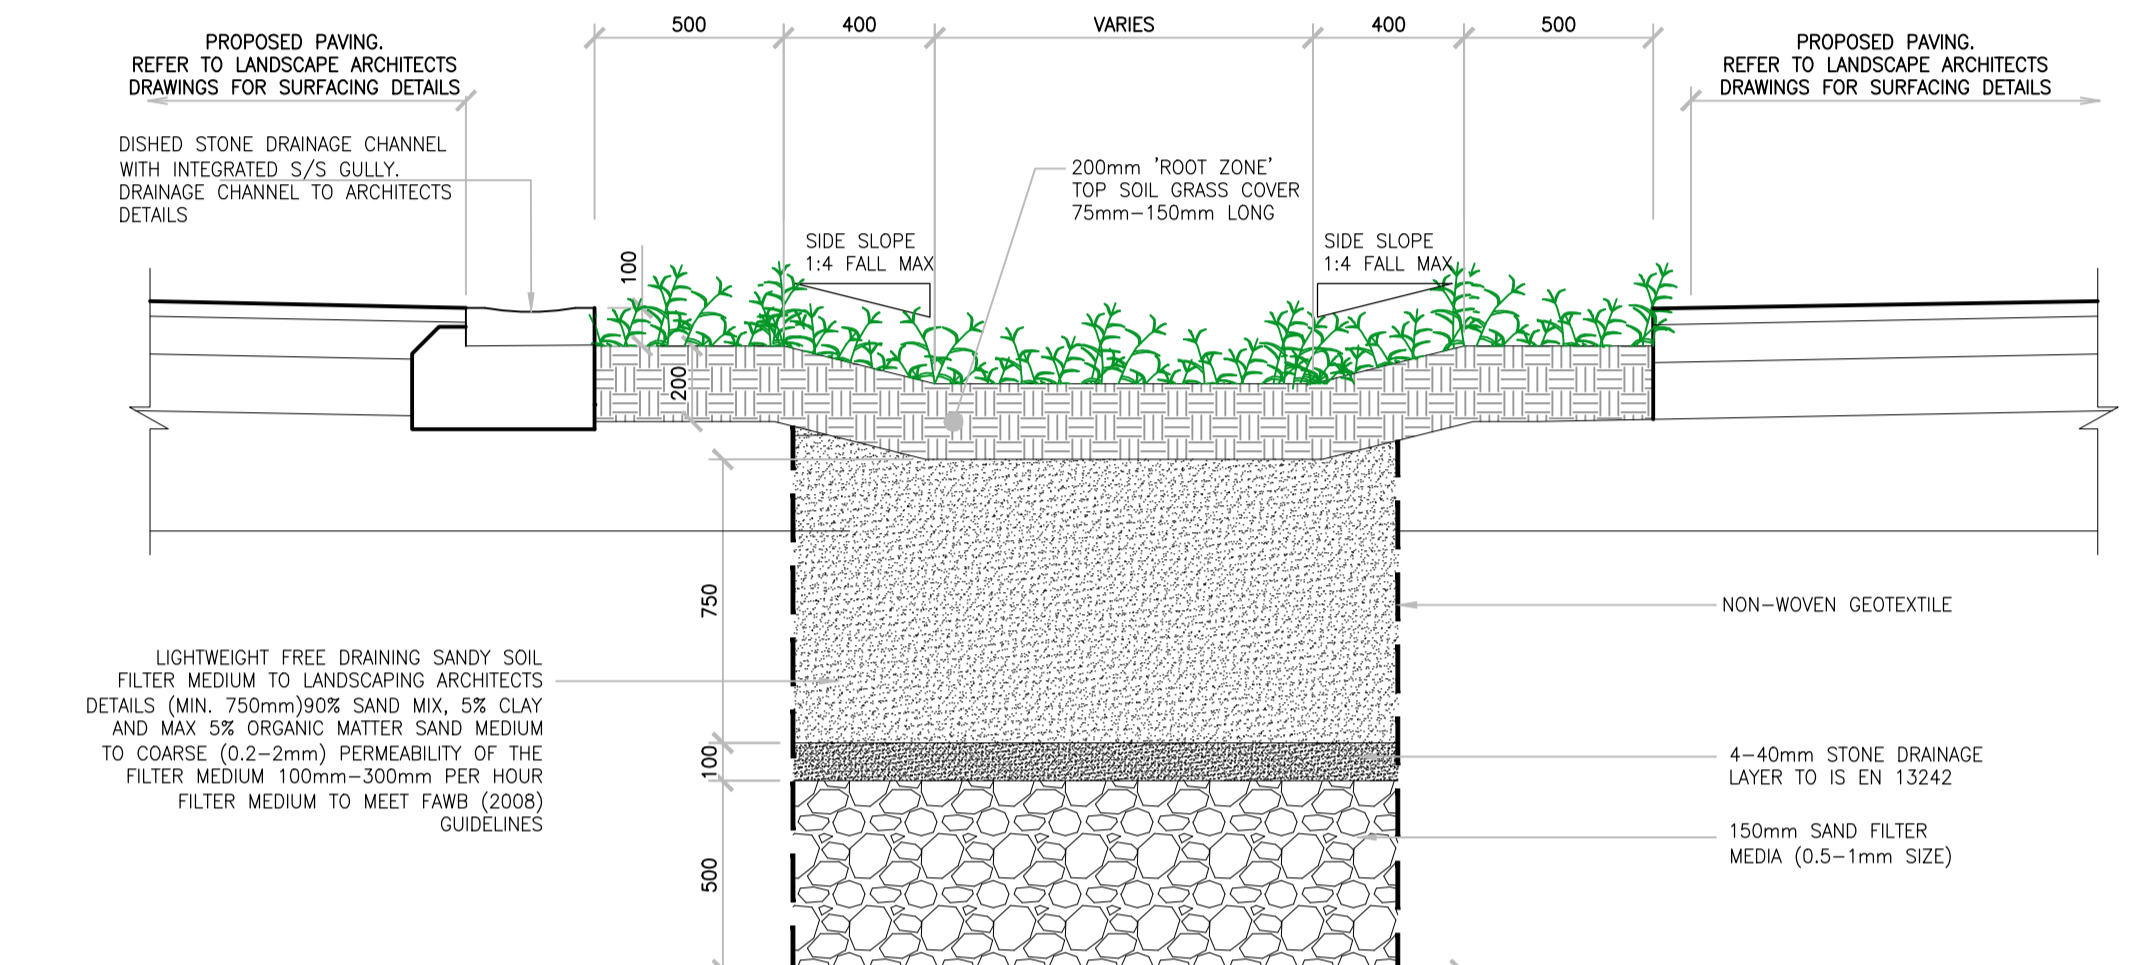 500
400
VARIES
400
500
PROPOSED PAVING.
REFER TO LANDSCAPE ARCHITECTS
DRAWINGS FOR SURFACING DETAILS
PROPOSED PAVING.
REFER TO LANDSCAPE ARCHITECTS
DRAWINGS FOR SURFACING DETAILS
DISHED STONE DRAINAGE CHANNEL
WITH INTEGRATED S/S GULLY.
DRAINAGE CHANNEL TO ARCHITECTS
DETAILS
200mm 'ROOT ZONE'
TOP SOIL GRASS COVER
75mm-150mm LONG
SIDE SLOPE
1:4 FALL MAX
SIDE SLOPE
1:4 FALL MAX
100
200
750
NON-WOVEN GEOTEXTILE
LIGHTWEIGHT FREE DRAINING SANDY SOIL
FILTER MEDIUM TO LANDSCAPING ARCHITECTS
DETAILS (MIN. 750mm)90% SAND MIX, 5% CLAY
AND MAX 5% ORGANIC MATTER SAND MEDIUM
TO COARSE (0.2-2mm) PERMEABILITY OF THE
FILTER MEDIUM 100mm-300mm PER HOUR
FILTER MEDIUM TO MEET FAWB (2008)
GUIDELINES
100
4-40mm STONE DRAINAGE
LAYER TO IS EN 13242
150mm SAND FILTER
MEDIA (0.5-1mm SIZE)
500